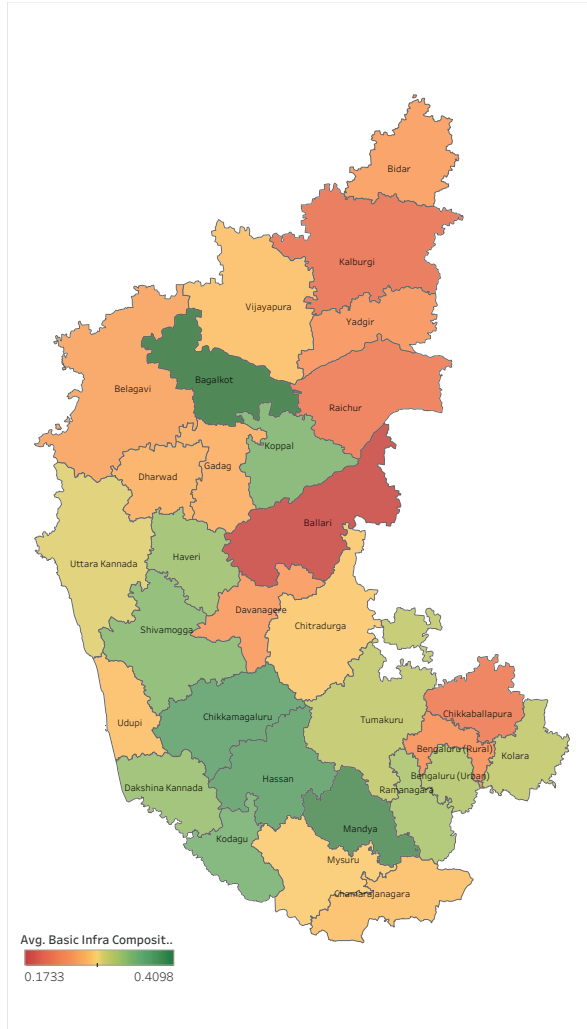 Bidar
Kalburgi
Vijayapura
Yadgir
Bagalkot
Belagavi
Raichur
Koppal
Gadag
Dharwad
Ballari
Haveri
Uttara Kannada
Davanagere
Chitradurga
Shivamogga
Chikkaballapura
Chikkamagaluru
Tumakuru
Udupi
Bengaluru (Rural)
Kolara
Bengaluru (Urban)
Hassan
Dakshina Kannada
Ramanagara
Mandya
Kodagu
Mysuru
Chamarajanagara
Avg. Basic Infra Composit..
0.1733 0.4098